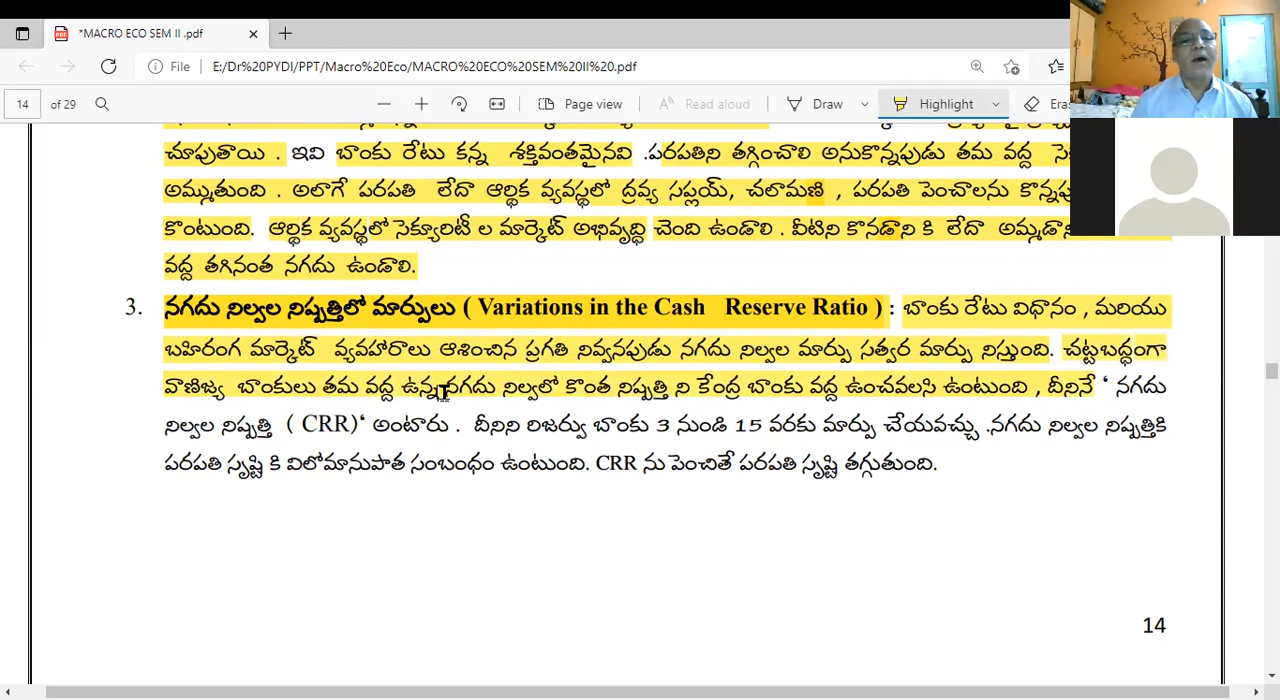 *MACRO ECO SEM II .pdf
File E:/Dr%20PYDI/PPT/Macro%20Eco/MACRO%20ECO%20SEM%20II%20.pdf
14 of 29 Page view Read aloud Draw Highlight Eras
చూపుతాయి . ఇవి బాంకు రేటు కన్న శక్తివంతమైనవి .పరపతిని తగ్గించాలి అనుకొన్నపుడు తమ వద్ద సె
అమ్ముతుంది . అలాగే పరపతి లేదా ఆర్థిక వ్యవస్థలో ద్రవ్య సప్లయ్, చలామణి , పరపతి పెంచాలను కొన్నపు
కొంటుంది. ఆర్థిక వ్యవస్థలో సెక్యూరిటీ ల మార్కెట్ అభివృద్ధి చెంది ఉండాలి . వీటిని కొనడాని కి లేదా అమ్మడాని
వద్ద తగినంత నగదు ఉండాలి.
3. నగదు నిల్వల నిష్పత్తిలో మార్పులు ( Variations in the Cash Reserve Ratio ) : బాంకు రేటు విధానం , మరియు
బహిరంగ మార్కెట్ వ్యవహారాలు ఆశించిన ప్రగతి నివ్వనపుడు నగదు నిల్వల మార్పు సత్వర మార్పు నిస్తుంది. చట్టబద్ధంగా
వాణిజ్య బాంకులు తమ వద్ద ఉన్న నగదు నిల్వలో కొంత నిష్పత్తి ని కేంద్ర బాంకు వద్ద ఉంచవలసి ఉంటుంది , దీనినే ‘ నగదు
నిల్వల నిష్పత్తి ( CRR)‘ అంటారు . దీనిని రిజర్వు బాంకు 3 నుండి 15 వరకు మార్పు చేయవచ్చు .నగదు నిల్వల నిష్పత్తికి
పరపతి సృష్టి కి విలోమానుపాత సంబంధం ఉంటుంది. CRR ను పెంచితే పరపతి సృష్టి తగ్గుతుంది.
14